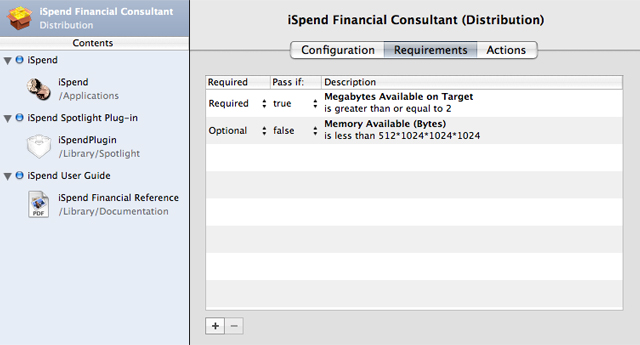 iSpend Financial Consultant
Distribution
Contents
iSpend
iSpend
/Applications
iSpend Spotlight Plug-in
iSpendPlugin
/Library/Spotlight
iSpend User Guide
iSpend Financial Reference
/Library/Documentation
PDF
iSpend Financial Consultant (Distribution)
Configuration Requirements Actions
Required Pass if: Description
Required true Megabytes Available on Target
is greater than or equal to 2
Optional false Memory Available (Bytes)
is less than 512*1024*1024*1024